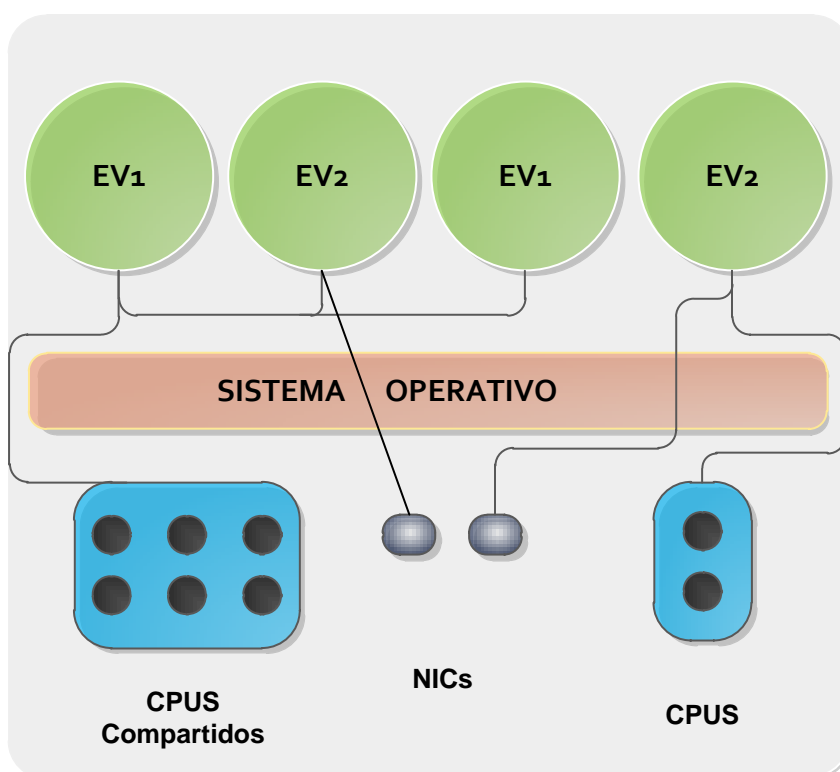 EV1
EV2
EV1
EV2
SISTEMA OPERATIVO
NICs
CPUS
Compartidos
CPUS